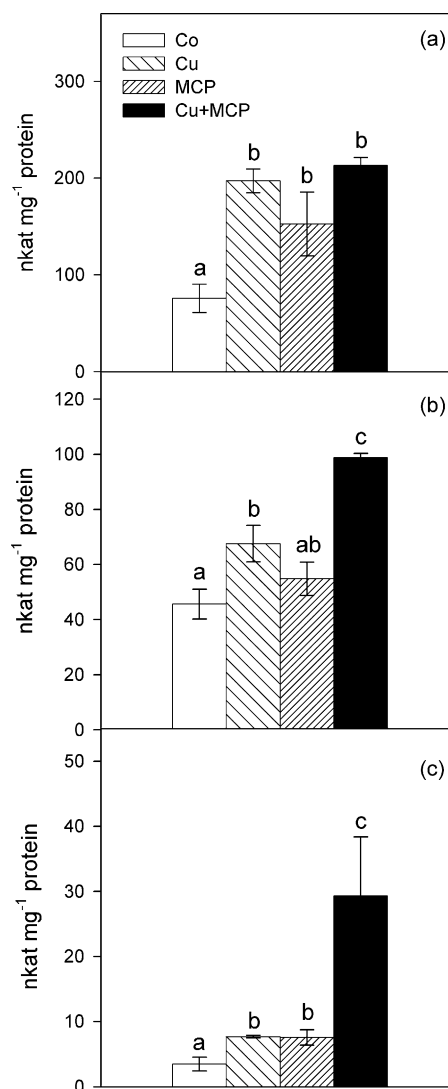 (a)
Co
Cu
MCP
Cu+MCP
300
200
100
0
nkat mg⁻¹ protein
a
b
b
b
(b)
120
100
80
60
40
20
0
nkat mg⁻¹ protein
a
b
ab
c
(c)
50
40
30
20
10
0
nkat mg⁻¹ protein
a
b
b
c